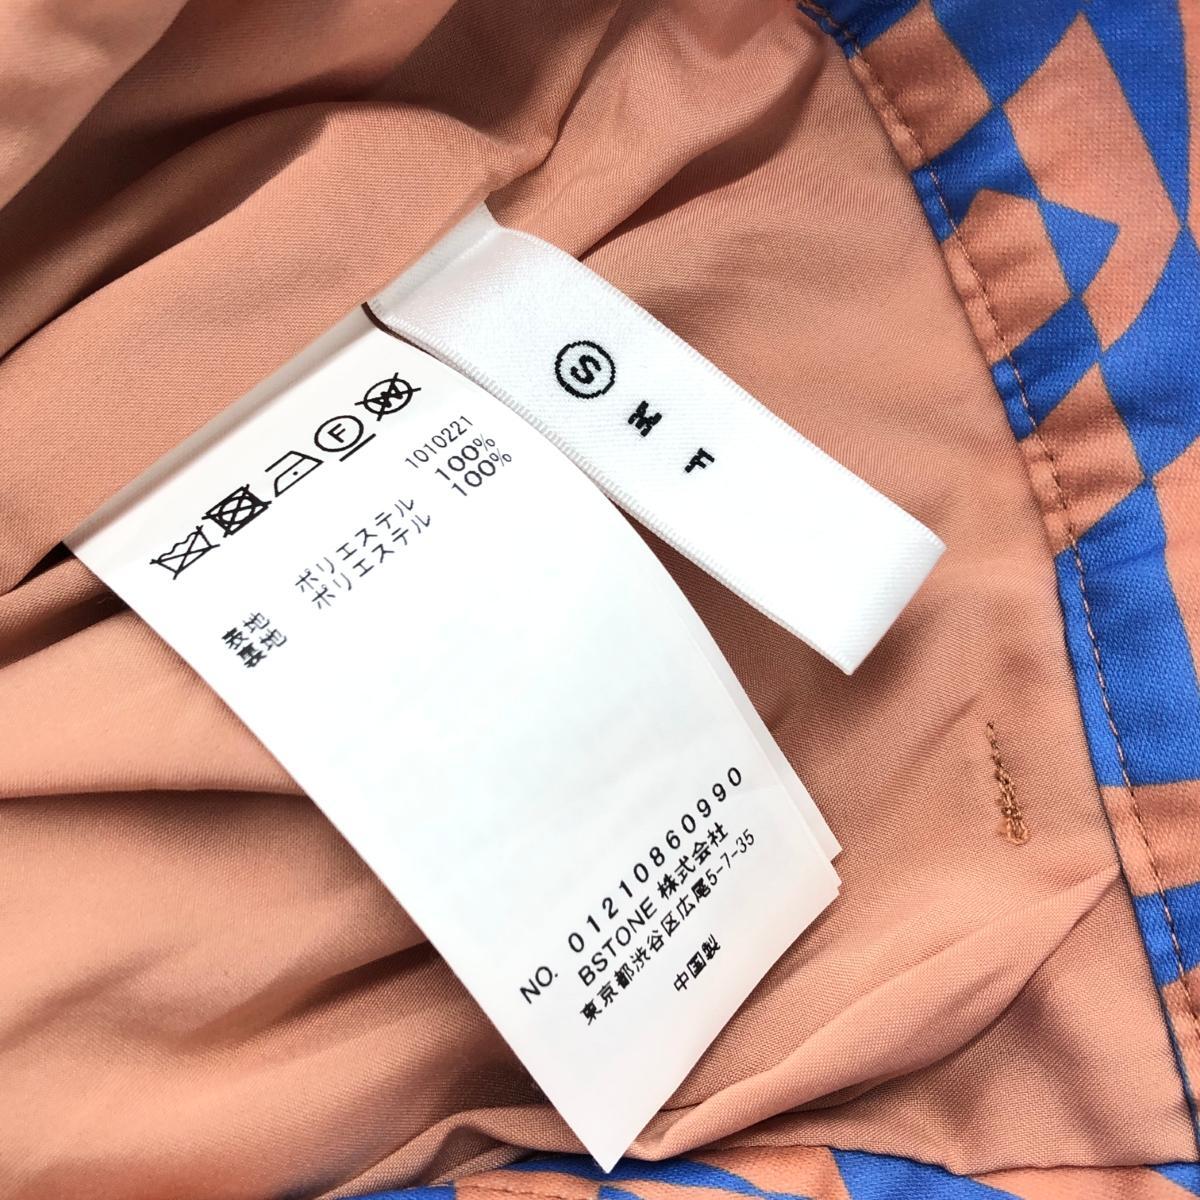 S
M
F
W
F
1010221
表地 ポリエステル 100%
裏地 ポリエステル 100%
NO. 01210860990
BSTONE 株式会社
東京都渋谷区広尾5-7-35
中国製